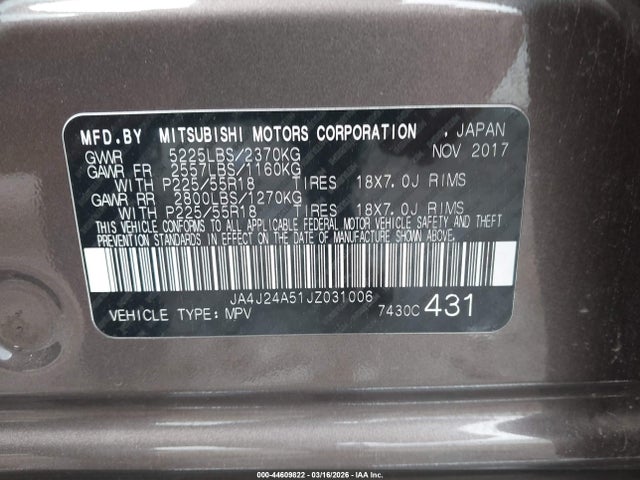 MFD.BY MITSUBISHI MOTORS CORPORATION . JAPAN
GVWR 5225LBS/2370KG NOV 2017
GAWR FR 2557LBS/1160KG
WITH P225/55R18 TIRES 18X7.0J RIMS
GAWR RR 2800LBS/1270KG
WITH P225/55R18 TIRES 18X7.0J RIMS
THIS VEHICLE CONFORMS TO ALL APPLICABLE FEDERAL MOTOR VEHICLE SAFETY AND THEFT
PREVENTION STANDARDS IN EFFECT ON THE DATE OF MANUFACTURE SHOWN ABOVE.
JA4J24A51JZ031006
VEHICLE TYPE: MPV 7430C 431
000-44609822 - 03/16/2026 - IAA Inc.